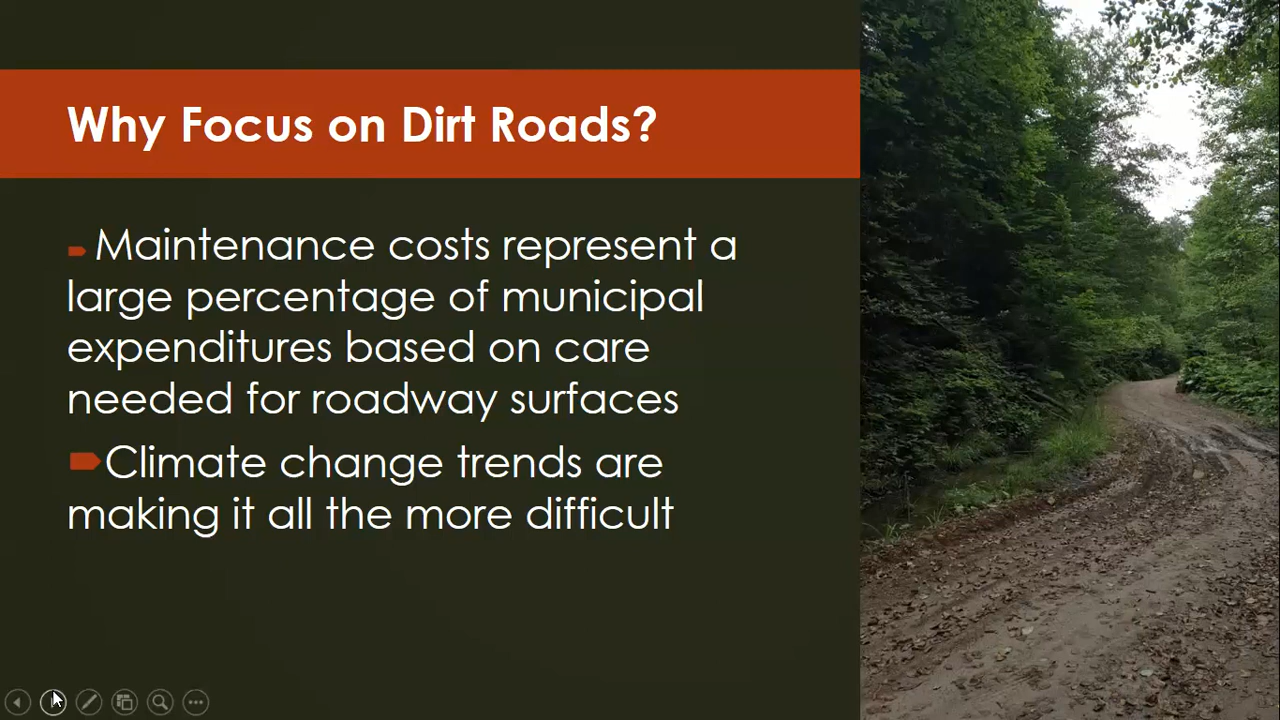 Why Focus on Dirt Roads?
Maintenance costs represent a
large percentage of municipal
expenditures based on care
needed for roadway surfaces
Climate change trends are
making it all the more difficult